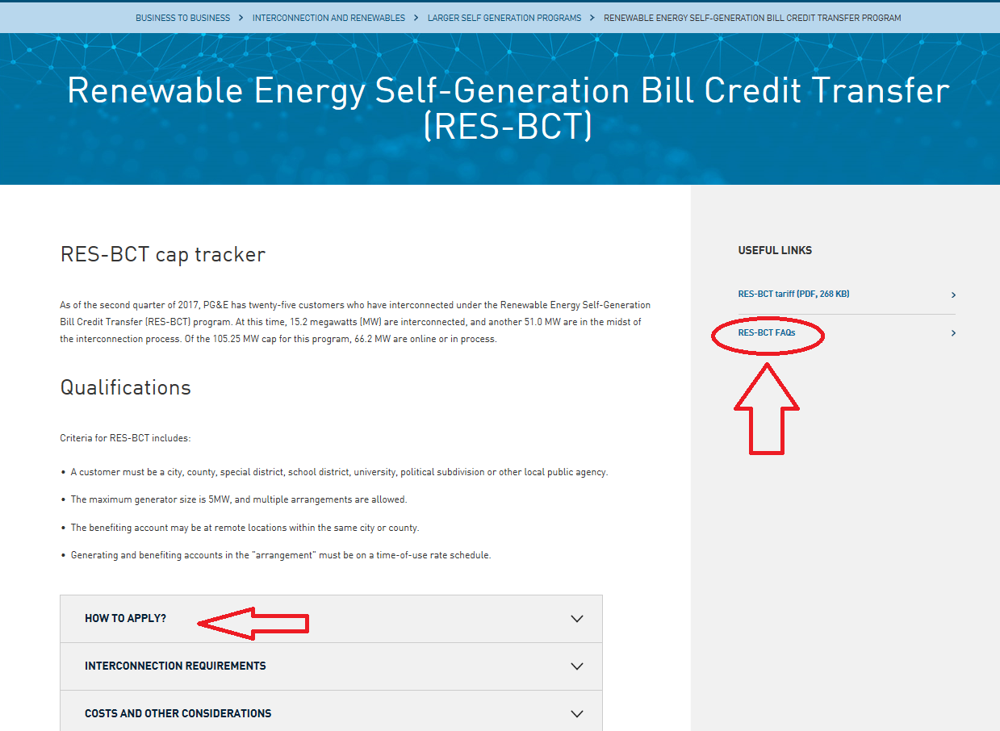 BUSINESS TO BUSINESS > INTERCONNECTION AND RENEWABLES > LARGER SELF GENERATION PROGRAMS > RENEWABLE ENERGY SELF-GENERATION BILL CREDIT TRANSFER PROGRAM
Renewable Energy Self-Generation Bill Credit Transfer
(RES-BCT)
RES-BCT cap tracker
As of the second quarter of 2017, PG&E has twenty-five customers who have interconnected under the Renewable Energy Self-Generation
Bill Credit Transfer (RES-BCT) program. At this time, 15.2 megawatts (MW) are interconnected, and another 51.0 MW are in the midst of
the interconnection process. Of the 105.25 MW cap for this program, 66.2 MW are online or in process.
Qualifications
Criteria for RES-BCT includes:
• A customer must be a city, county, special district, school district, university, political subdivision or other local public agency.
• The maximum generator size is 5MW, and multiple arrangements are allowed.
• The benefiting account may be at remote locations within the same city or county.
• Generating and benefiting accounts in the "arrangement" must be on a time-of-use rate schedule.
HOW TO APPLY?
INTERCONNECTION REQUIREMENTS
COSTS AND OTHER CONSIDERATIONS
USEFUL LINKS
RES-BCT tariff (PDF, 268 KB)
RES-BCT FAQs